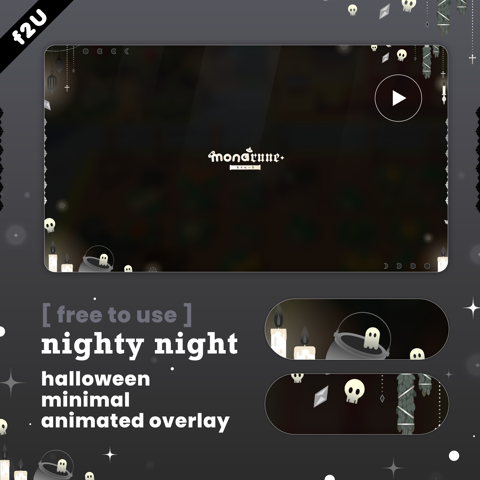 f2U
monarune
[ free to use ]
nighty night
halloween
minimal
animated overlay